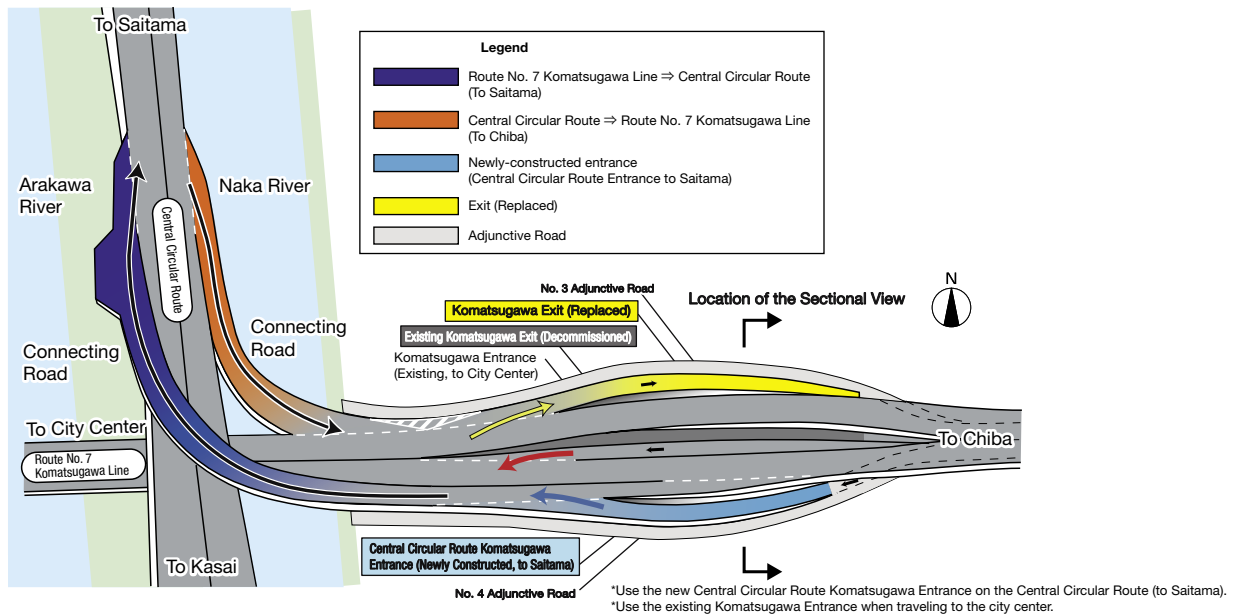 To Saitama
Legend
Route No. 7 Komatsugawa Line ⇒ Central Circular Route
(To Saitama)
Central Circular Route ⇒ Route No. 7 Komatsugawa Line
(To Chiba)
Newly-constructed entrance
(Central Circular Route Entrance to Saitama)
Exit (Replaced)
Adjunctive Road
Arakawa
River
Naka River
Central Circular Route
N
No. 3 Adjunctive Road
Location of the Sectional View
Komatsugawa Exit (Replaced)
Existing Komatsugawa Exit (Decommissioned)
Komatsugawa Entrance
(Existing, to City Center)
Connecting
Road
Connecting
Road
To City Center
Route No. 7
Komatsugawa Line
To Chiba
To Kasai
Central Circular Route Komatsugawa
Entrance (Newly Constructed, to Saitama)
No. 4 Adjunctive Road
*Use the new Central Circular Route Komatsugawa Entrance on the Central Circular Route (to Saitama).
*Use the existing Komatsugawa Entrance when traveling to the city center.